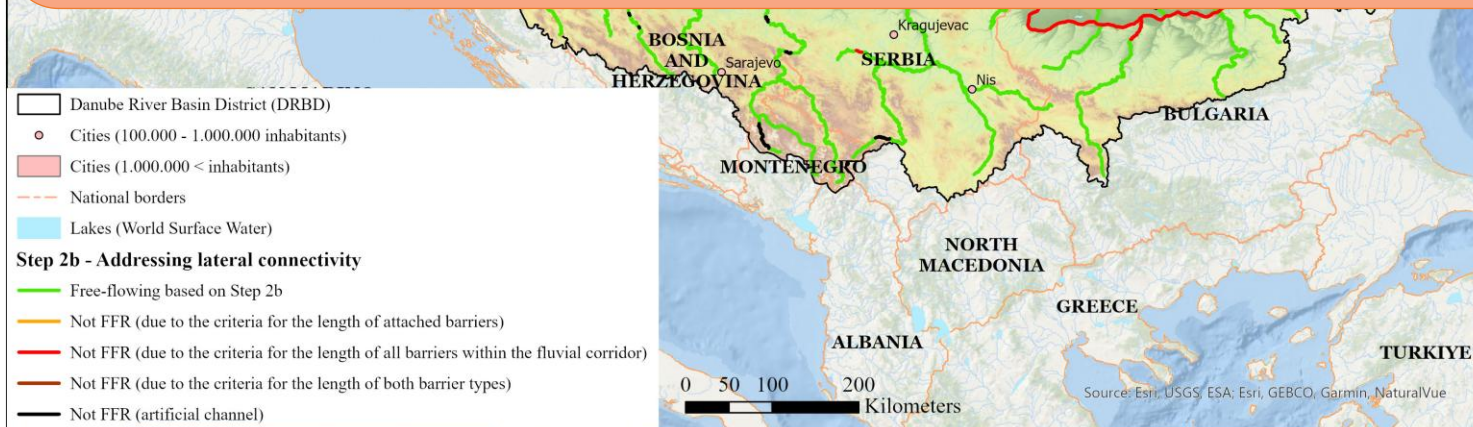 Kragujevac
BOSNIA
AND
HERZEGOVINA
Sarajevo
SERBIA
Nis
BULGARIA
MONTENEGRO
NORTH
MACEDONIA
GREECE
ALBANIA
TURKIYE
Danube River Basin District (DRBD)
Cities (100.000 - 1.000.000 inhabitants)
Cities (1.000.000 < inhabitants)
National borders
Lakes (World Surface Water)
Step 2b - Addressing lateral connectivity
Free-flowing based on Step 2b
Not FFR (due to the criteria for the length of attached barriers)
Not FFR (due to the criteria for the length of all barriers within the fluvial corridor)
Not FFR (due to the criteria for the length of both barrier types)
Not FFR (artificial channel)
0 50 100 200
Kilometers
Source: Esri, USGS, ESA; Esri, GEBCO, Garmin, NaturalVue